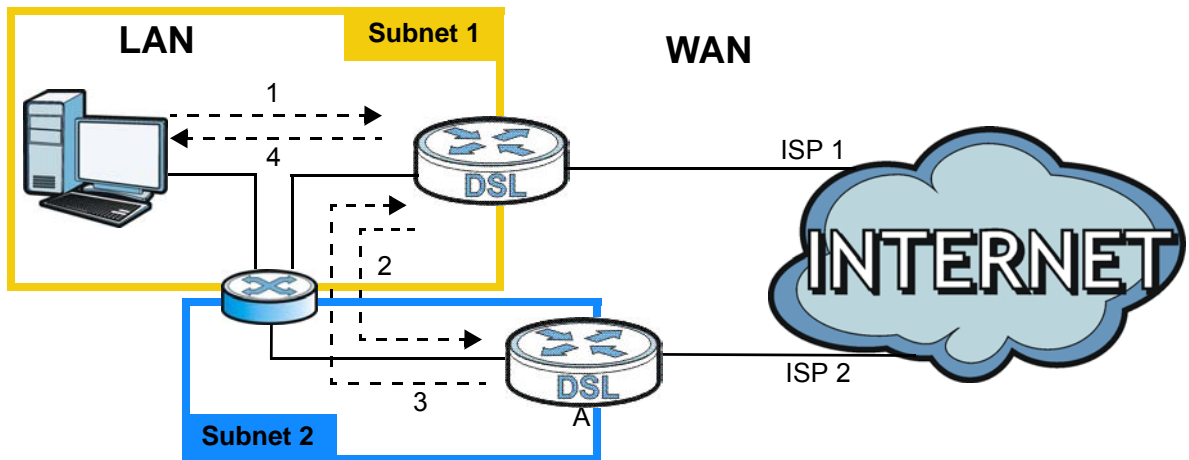 LAN
Subnet 1
WAN
1
4
DSL
ISP 1
INTERNET
2
3
DSL
A
ISP 2
Subnet 2